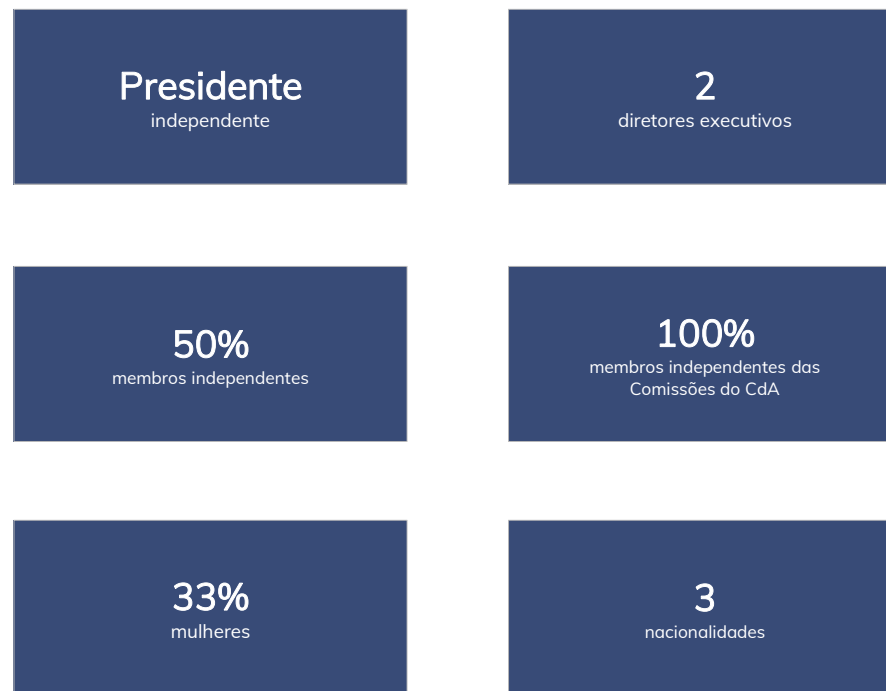 Presidente
independente
2
diretores executivos
50%
membros independentes
100%
membros independentes das
Comissões do CdA
33%
mulheres
3
nacionalidades